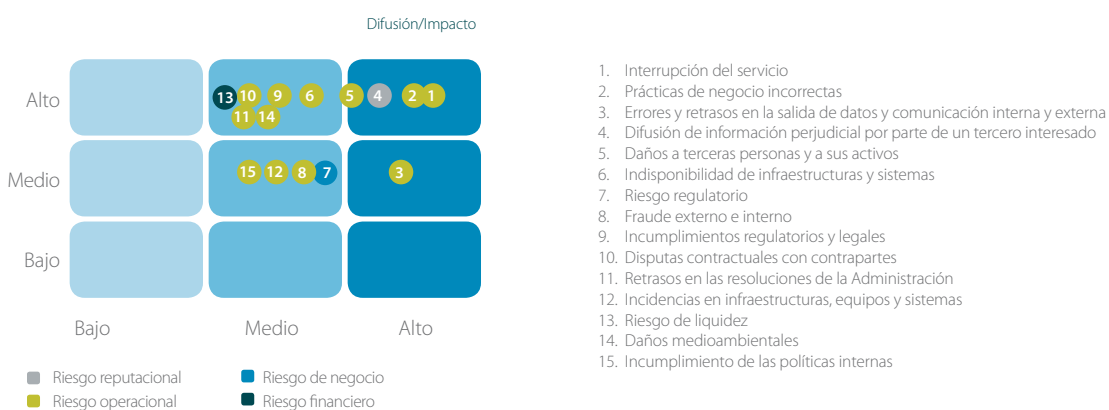 Difusión/Impacto
Alto
13 10 9 6 5 4 2 1
11 14
Medio
15 12 8 7 3
Bajo
Bajo Medio Alto
Riesgo reputacional
Riesgo de negocio
Riesgo operacional
Riesgo financiero
1. Interrupción del servicio
2. Prácticas de negocio incorrectas
3. Errores y retrasos en la salida de datos y comunicación interna y externa
4. Difusión de información perjudicial por parte de un tercero interesado
5. Daños a terceras personas y a sus activos
6. Indisponibilidad de infraestructuras y sistemas
7. Riesgo regulatorio
8. Fraude externo e interno
9. Incumplimientos regulatorios y legales
10. Disputas contractuales con contrapartes
11. Retrasos en las resoluciones de la Administración
12. Incidencias en infraestructuras, equipos y sistemas
13. Riesgo de liquidez
14. Daños medioambientales
15. Incumplimiento de las políticas internas